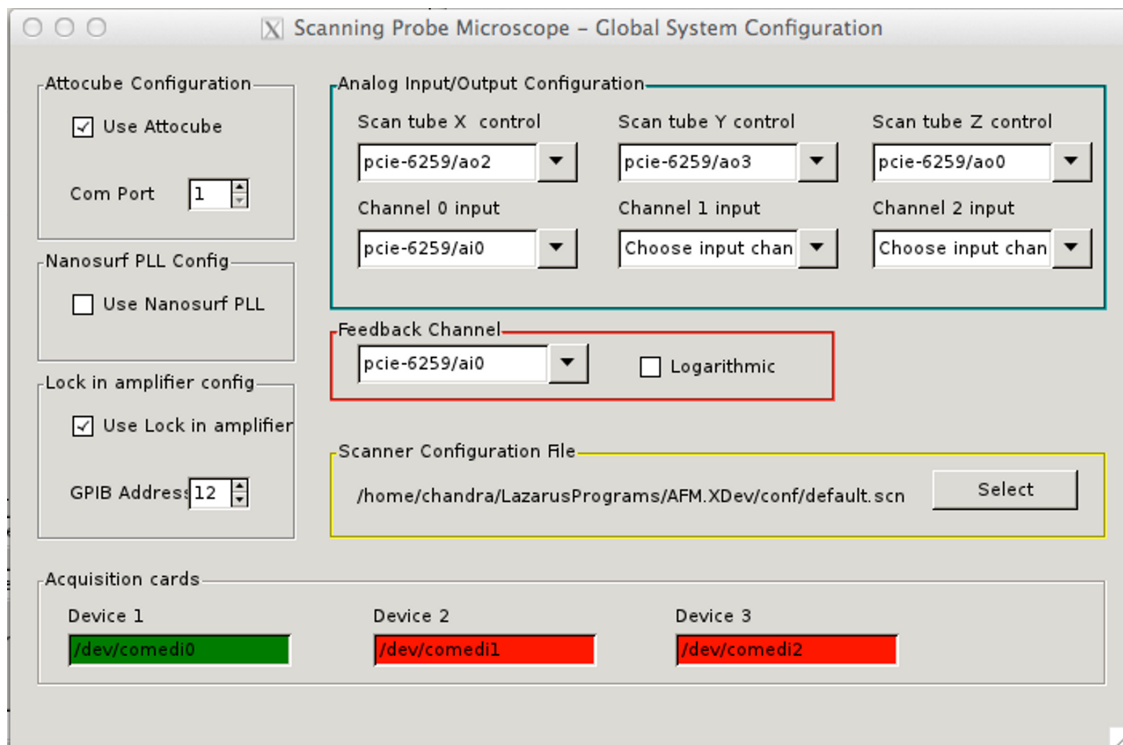 Scanning Probe Microscope – Global System Configuration
Attocube Configuration
Use Attocube
Com Port 1
Nanosurf PLL Config
Use Nanosurf PLL
Lock in amplifier config
Use Lock in amplifier
GPIB Address 12
Analog Input/Output Configuration
Scan tube X control Scan tube Y control Scan tube Z control
pcie-6259/ao2 pcie-6259/ao3 pcie-6259/ao0
Channel 0 input Channel 1 input Channel 2 input
pcie-6259/ai0 Choose input chan Choose input chan
Feedback Channel
pcie-6259/ai0 Logarithmic
Scanner Configuration File
/home/chandra/LazarusPrograms/AFM.XDev/conf/default.scn Select
Acquisition cards
Device 1 Device 2 Device 3
/dev/comedi0 /dev/comedi1 /dev/comedi2